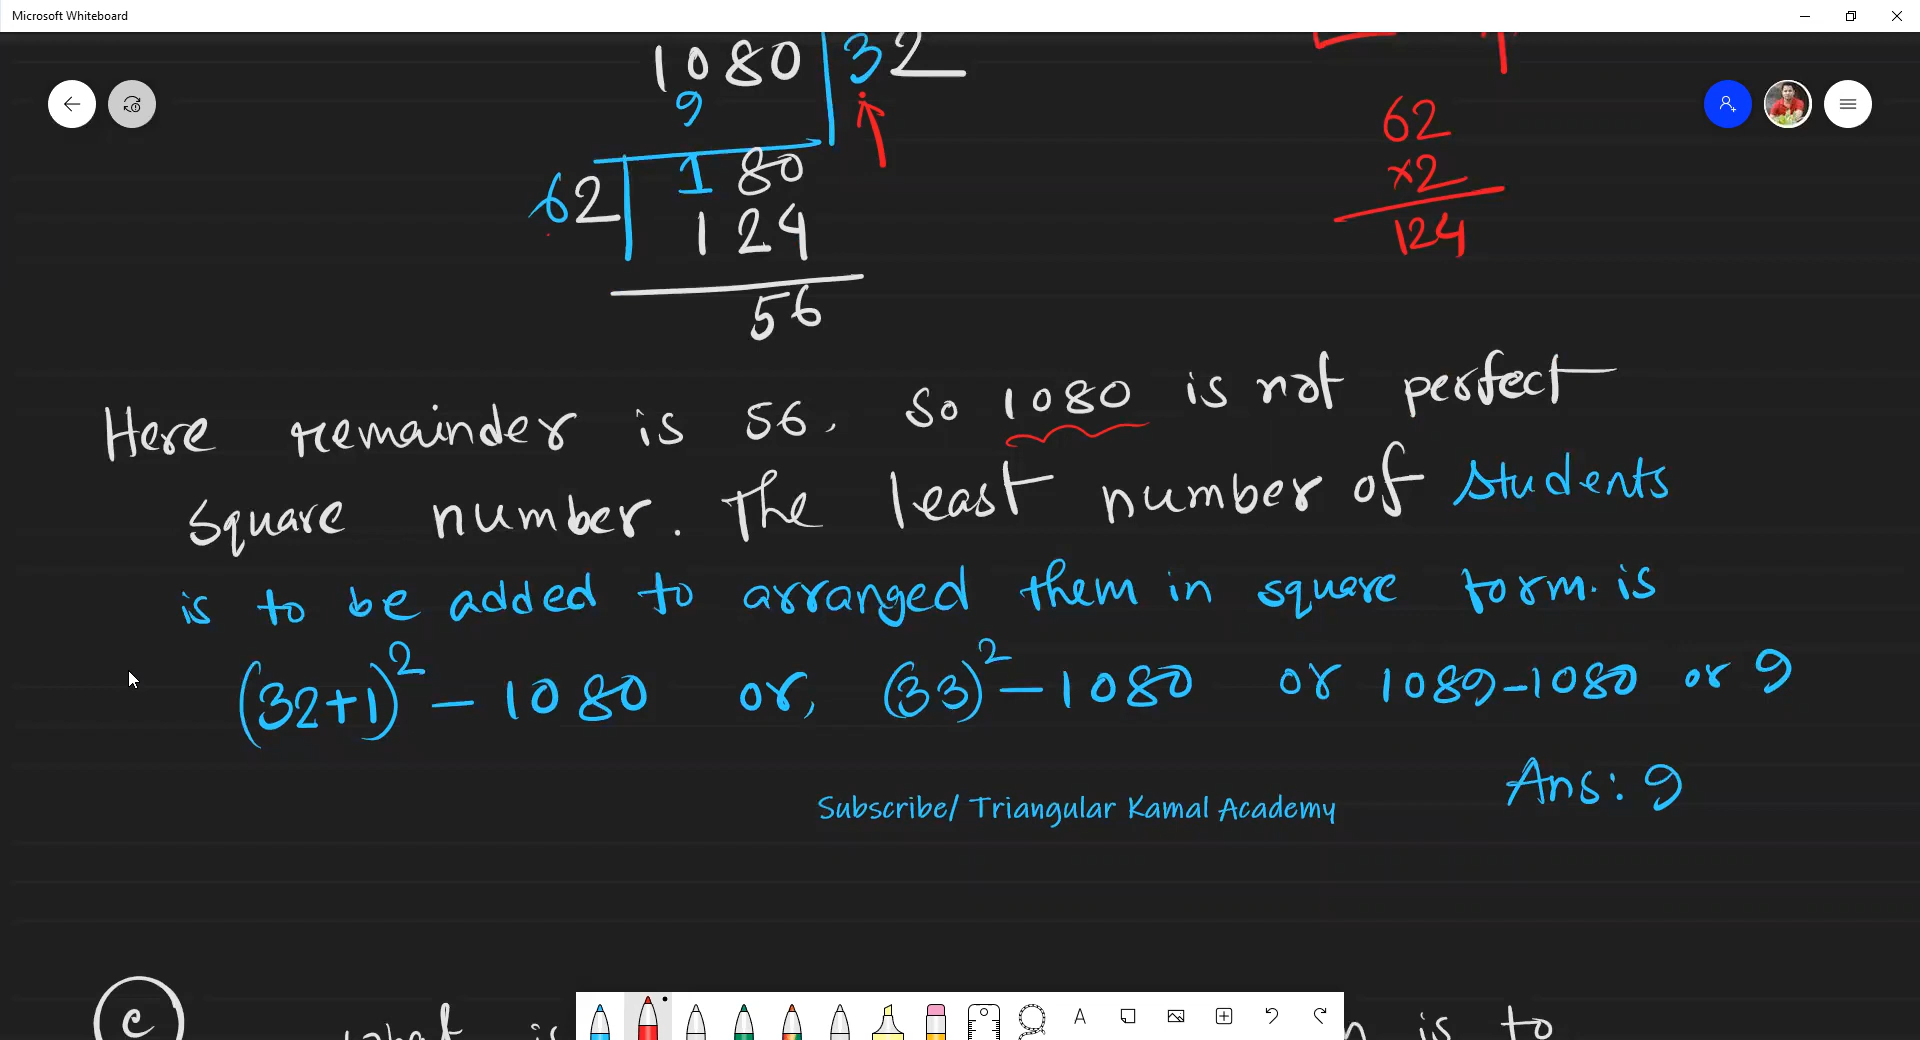 Microsoft Whiteboard
1080 32
9
62 180
124
56
62
×2
124
Here remainder is 56. So 1080 is not perfect
square number. The least number of students
is to be added to arranged them in square form. is
(32+1)² - 1080 or, (33)² - 1080 or 1089-1080 or 9
Ans: 9
Subscribe/ Triangular Kamal Academy
c what is to